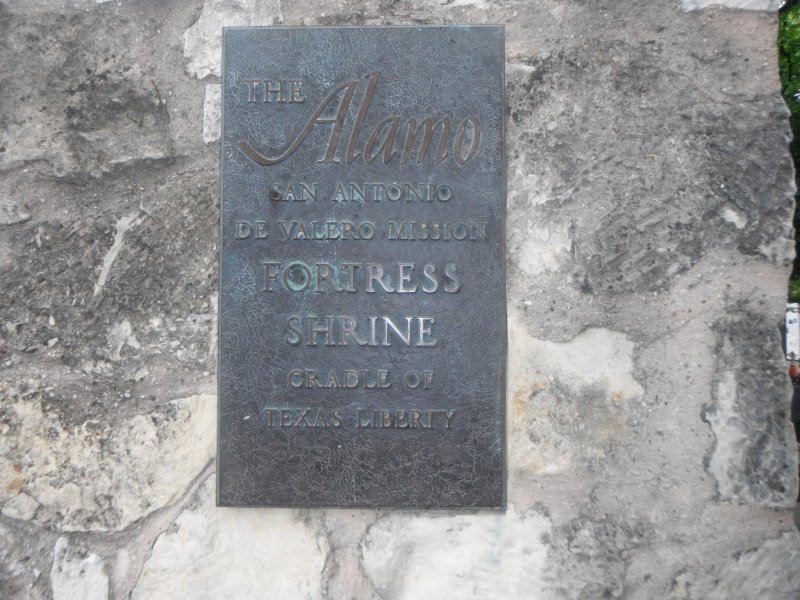 THE Alamo
SAN ANTONIO
DE VALERO MISSION
FORTRESS
SHRINE
CRADLE OF
TEXAS LIBERTY